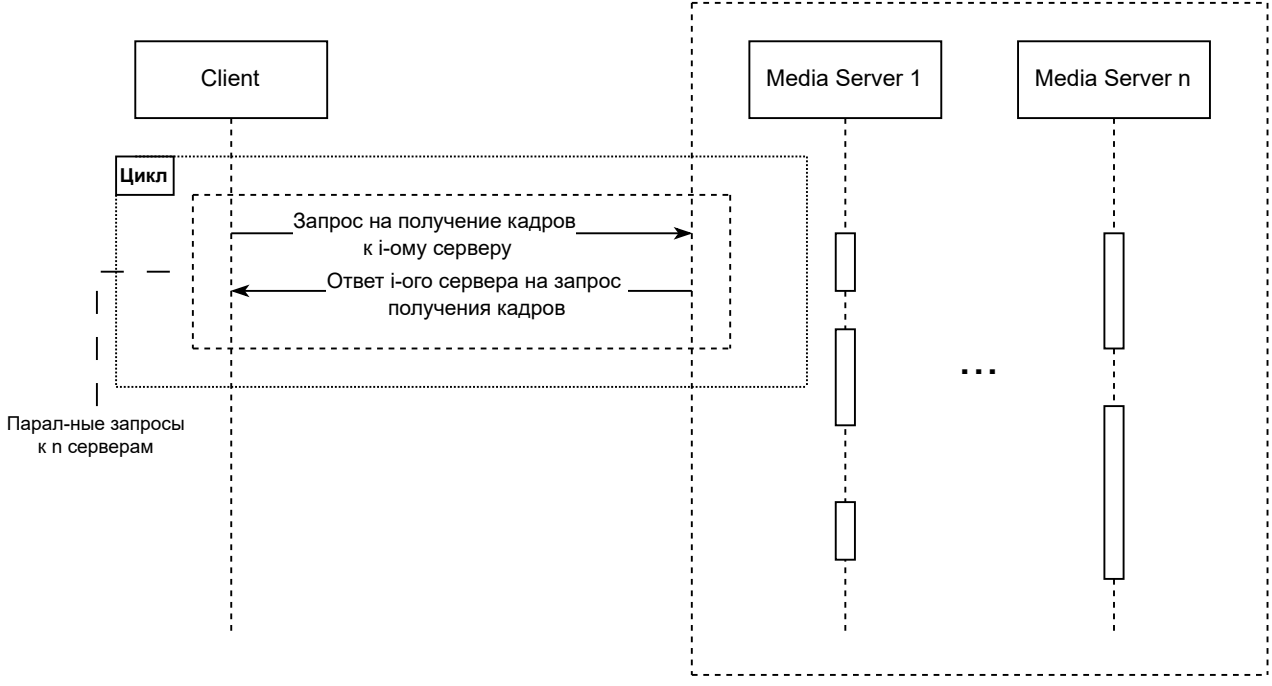 Client
Media Server 1
Media Server n
Цикл
Запрос на получение кадров
к i-ому серверу
Ответ i-ого сервера на запрос
получения кадров
...
Парал-ные запросы
к n серверам